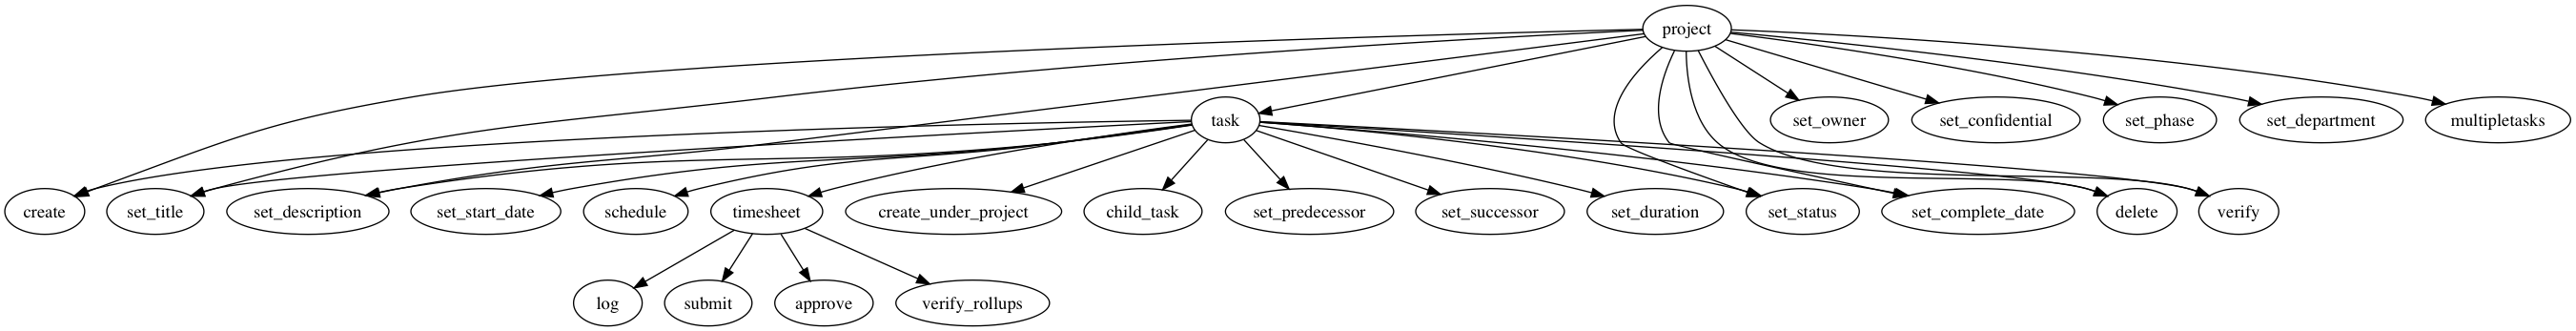 project
task
set_owner
set_confidential
set_phase
set_department
multipletasks
create
set_title
set_description
set_start_date
schedule
timesheet
create_under_project
child_task
set_predecessor
set_successor
set_duration
set_status
set_complete_date
delete
verify
log
submit
approve
verify_rollups